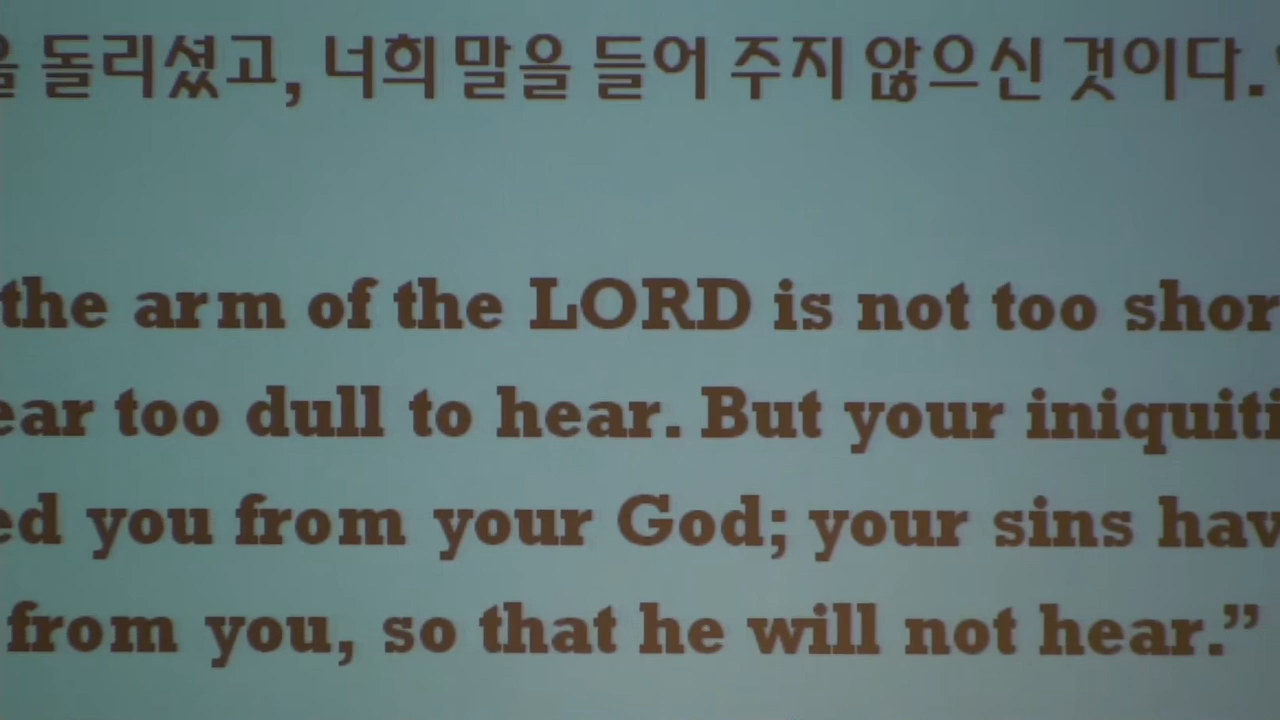 을 돌리셨고, 너희 말을 들어 주지 않으신 것이다.
the arm of the LORD is not too shor
ear too dull to hear. But your iniquiti
ed you from your God; your sins hav
from you, so that he will not hear.”